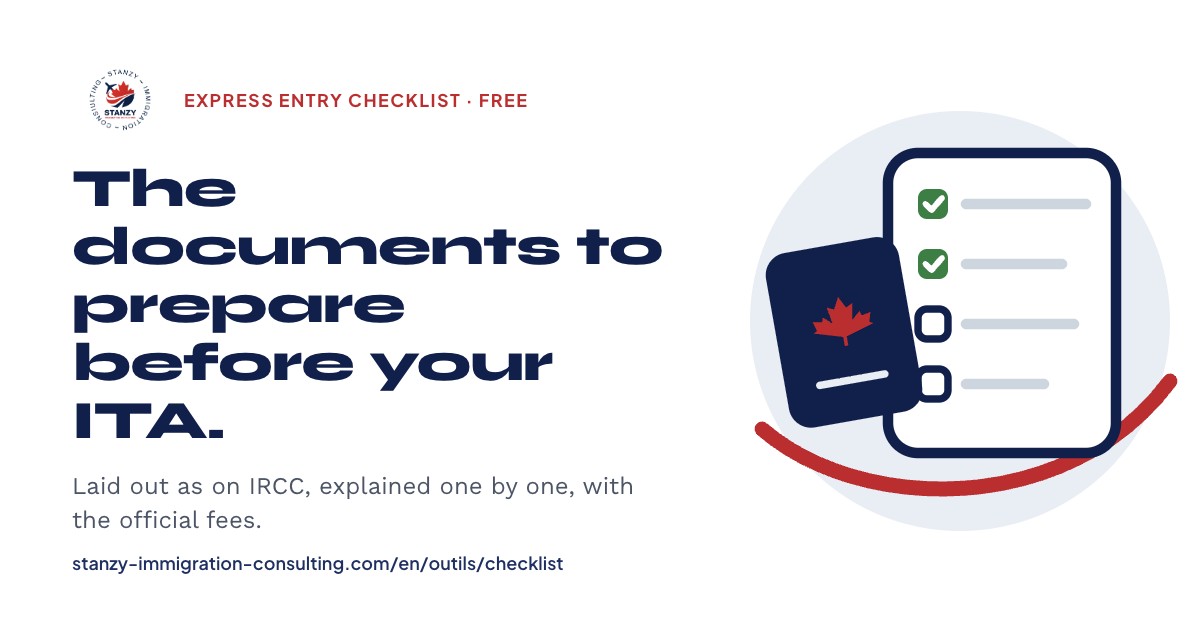 STANZY ~ IMMIGRATION ~ CONSULTING ~
STANZY
EXPRESS ENTRY CHECKLIST · FREE
The
documents to
prepare
before your
ITA.
Laid out as on IRCC, explained one by one, with
the official fees.
stanzy-immigration-consulting.com/en/outils/checklist